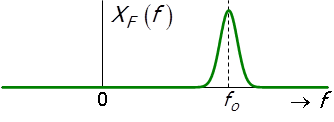 X_F (f)
0
f_o
→ f